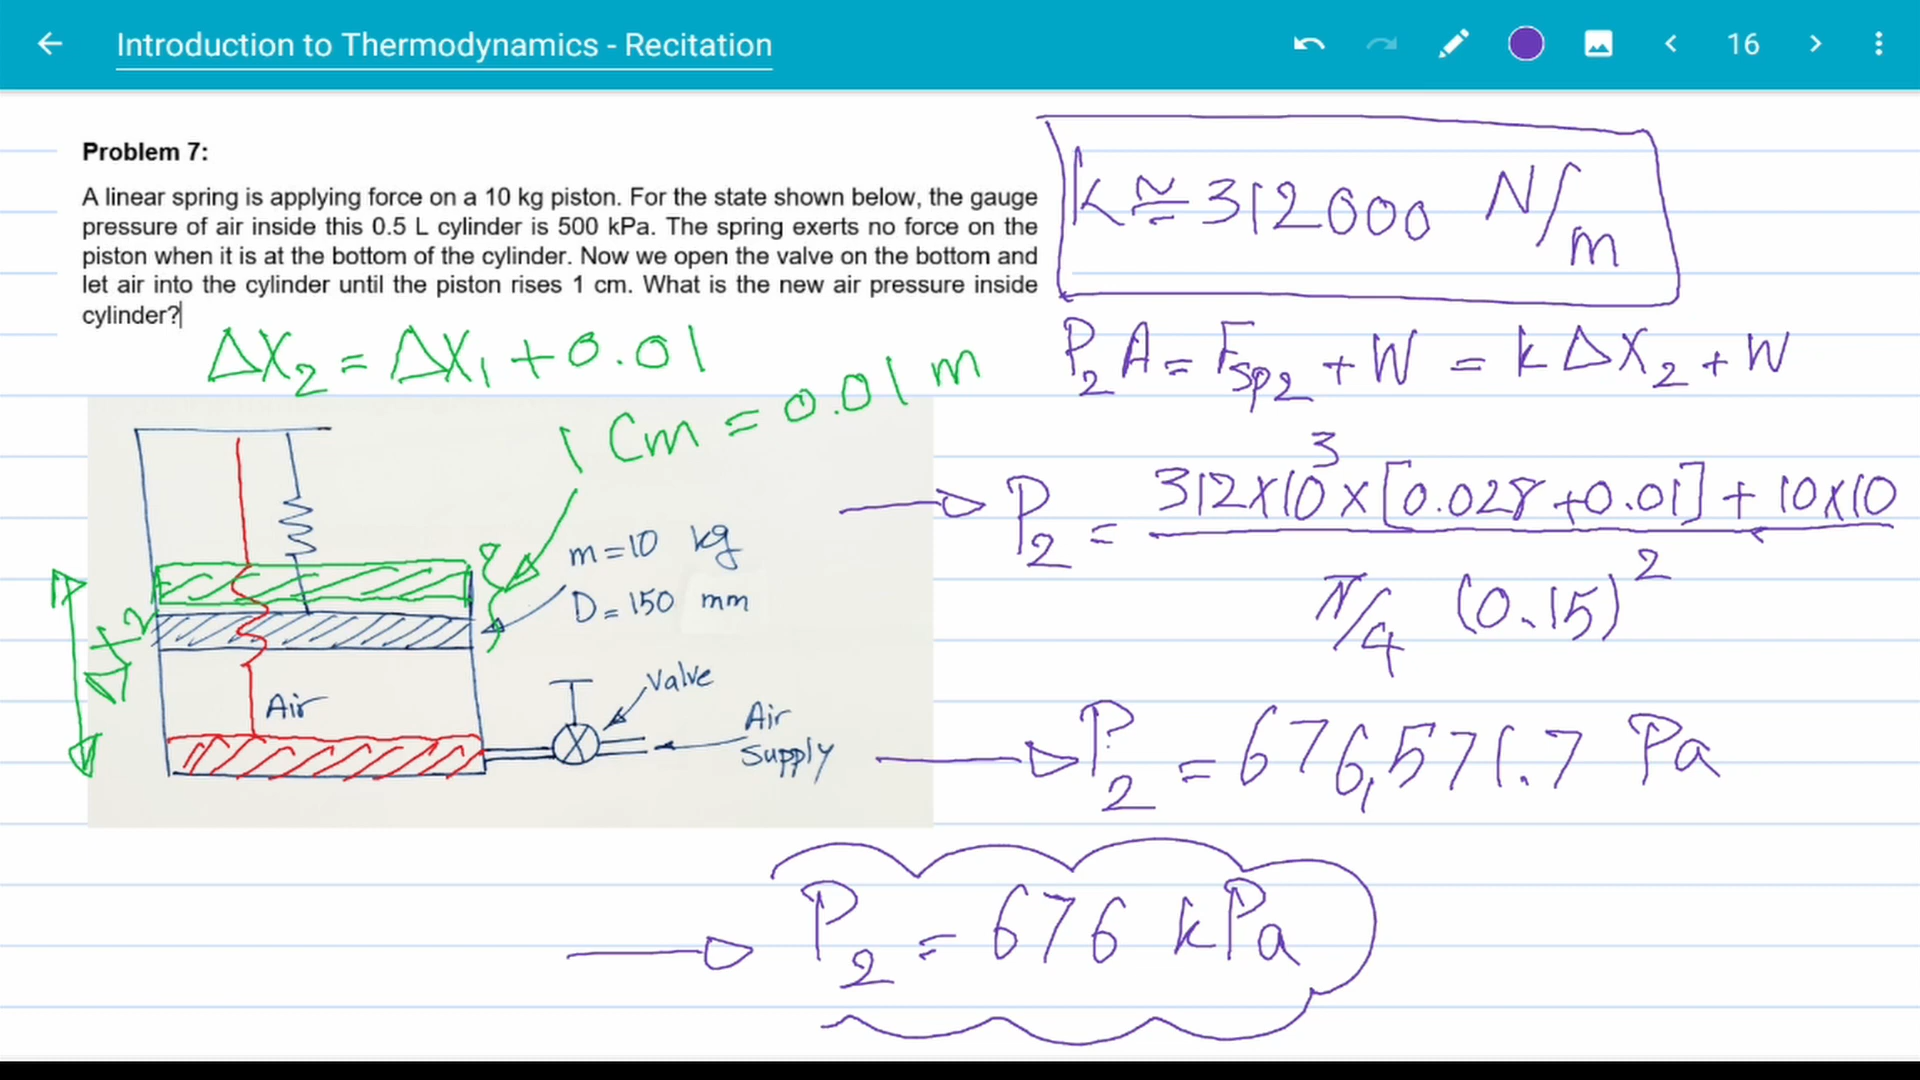 Introduction to Thermodynamics - Recitation
16
Problem 7:
A linear spring is applying force on a 10 kg piston. For the state shown below, the gauge
pressure of air inside this 0.5 L cylinder is 500 kPa. The spring exerts no force on the
piston when it is at the bottom of the cylinder. Now we open the valve on the bottom and
let air into the cylinder until the piston rises 1 cm. What is the new air pressure inside
cylinder?
ΔX₂ = ΔX₁ + 0.01
1 Cm = 0.01 m
m = 10 kg
D = 150 mm
ΔX₂
Air
Valve
Air
Supply
K ≅ 312000 N/m
P₂A = F_sp2 + W = kΔX₂ + W
P₂ = 312×10³×[0.028+0.01] + 10×10
π/4 (0.15)²
P₂ = 676,571.7 Pa
P₂ = 676 kPa